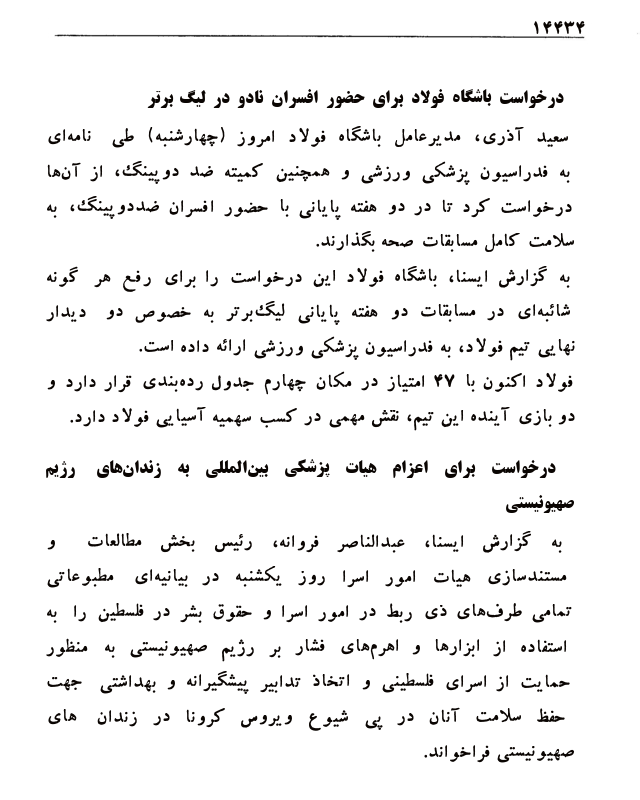 ۱۴۴۳۴
درخواست باشگاه فولاد برای حضور افسران نادو در لیگ برتر
سعید آذری، مدیرعامل باشگاه فولاد امروز (چهارشنبه) طی نامه‌ای
به فدراسیون پزشکی ورزشی و همچنین کمیته ضد دوپینگ، از آن‌ها
درخواست کرد تا در دو هفته پایانی با حضور افسران ضددوپینگ، به
سلامت کامل مسابقات صحه بگذارند.
به گزارش ایسنا، باشگاه فولاد این درخواست را برای رفع هر گونه
شائبه‌ای در مسابقات دو هفته پایانی لیگ‌برتر به خصوص دو دیدار
نهایی تیم فولاد، به فدراسیون پزشکی ورزشی ارائه داده است.
فولاد اکنون با ۴۷ امتیاز در مکان چهارم جدول رده‌بندی قرار دارد و
دو بازی آینده این تیم، نقش مهمی در کسب سهمیه آسیایی فولاد دارد.
درخواست برای اعزام هیات پزشکی بین‌المللی به زندان‌های رژیم
صهیونیستی
به گزارش ایسنا، عبدالناصر فروانه، رئیس بخش مطالعات و
مستندسازی هیات امور اسرا روز یکشنبه در بیانیه‌ای مطبوعاتی
تمامی طرف‌های ذی ربط در امور اسرا و حقوق بشر در فلسطین را به
استفاده از ابزارها و اهرم‌های فشار بر رژیم صهیونیستی به منظور
حمایت از اسرای فلسطینی و اتخاذ تدابیر پیشگیرانه و بهداشتی جهت
حفظ سلامت آنان در پی شیوع ویروس کرونا در زندان های
صهیونیستی فراخواند.